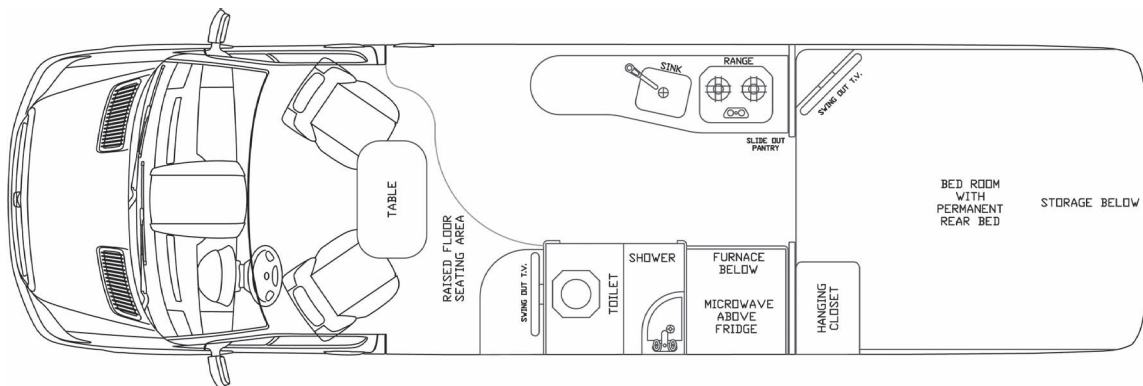 SINK
RANGE
SWING OUT T.V.
SLIDE OUT
PANTRY
TABLE
RAISED FLOOR
SEATING AREA
SWING OUT T.V.
TOILET
SHOWER
FURNACE
BELOW
MICROWAVE
ABOVE
FRIDGE
HANGING
CLOSET
BED ROOM
WITH
PERMANENT
REAR BED
STORAGE BELOW